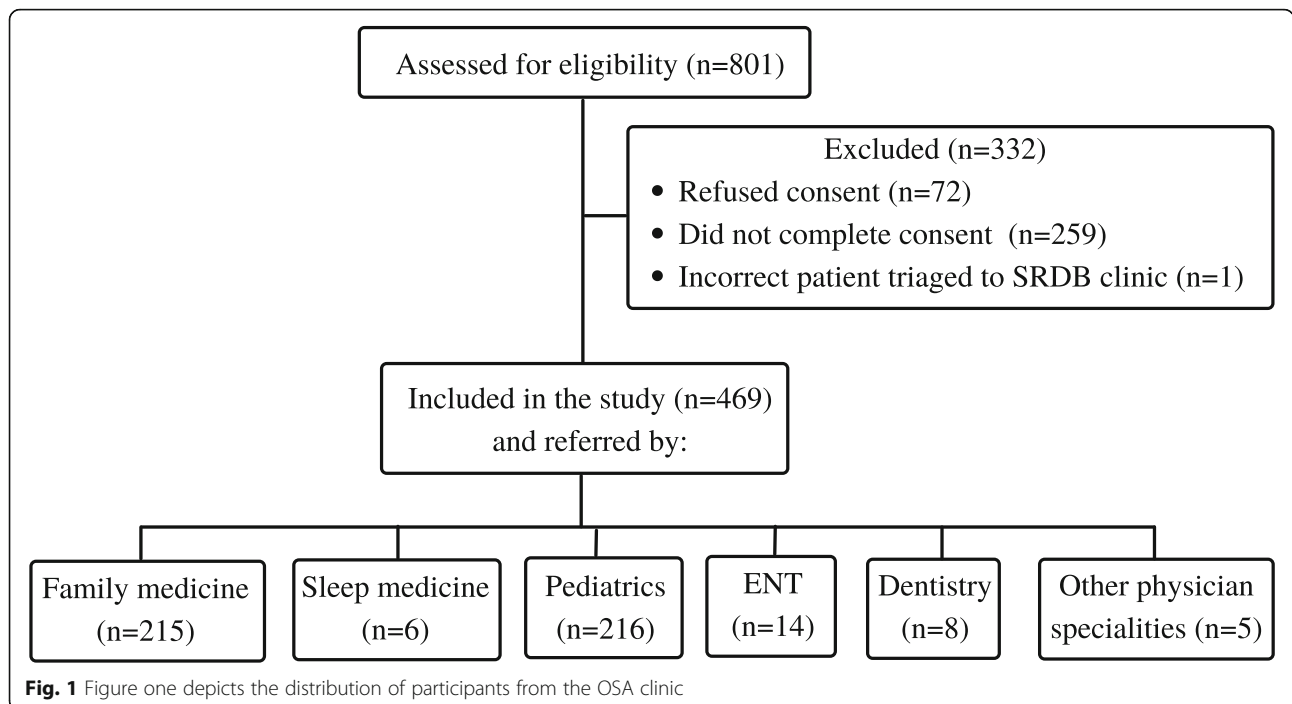 Assessed for eligibility (n=801)
Excluded (n=332)
• Refused consent (n=72)
• Did not complete consent (n=259)
• Incorrect patient triaged to SRDB clinic (n=1)
Included in the study (n=469)
and referred by:
Family medicine
(n=215)
Sleep medicine
(n=6)
Pediatrics
(n=216)
ENT
(n=14)
Dentistry
(n=8)
Other physician
specialities (n=5)
Fig. 1 Figure one depicts the distribution of participants from the OSA clinic